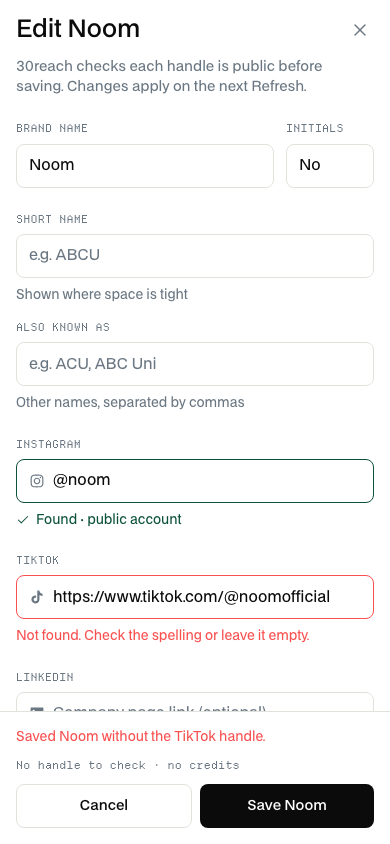 Edit Noom
30reach checks each handle is public before
saving. Changes apply on the next Refresh.
BRAND NAME
INITIALS
Noom
No
SHORT NAME
e.g. ABCU
Shown where space is tight
ALSO KNOWN AS
e.g. ACU, ABC Uni
Other names, separated by commas
INSTAGRAM
@noom
Found · public account
TIKTOK
https://www.tiktok.com/@noomofficial
Not found. Check the spelling or leave it empty.
LINKEDIN
Company page link (optional)
Saved Noom without the TikTok handle.
No handle to check · no credits
Cancel
Save Noom